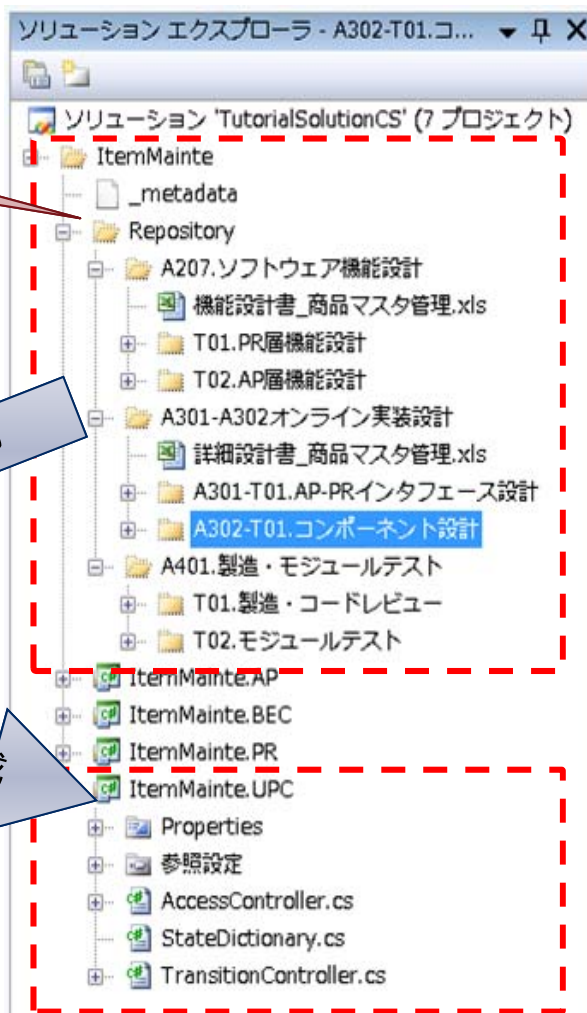 ソリューション エクスプローラ - A302-T01.コ...
ソリューション 'TutorialSolutionCS' (7 プロジェクト)
ItemMainte
_metadata
Repository
A207.ソフトウェア機能設計
機能設計書_商品マスタ管理.xls
T01.PR層機能設計
T02.AP層機能設計
A301-A302オンライン実装設計
詳細設計書_商品マスタ管理.xls
A301-T01.AP-PRインタフェース設計
A302-T01.コンポーネント設計
A401.製造・モジュールテスト
T01.製造・コードレビュー
T02.モジュールテスト
ItemMainte.AP
ItemMainte.BEC
ItemMainte.PR
ItemMainte.UPC
Properties
参照設定
AccessController.cs
StateDictionary.cs
TransitionController.cs